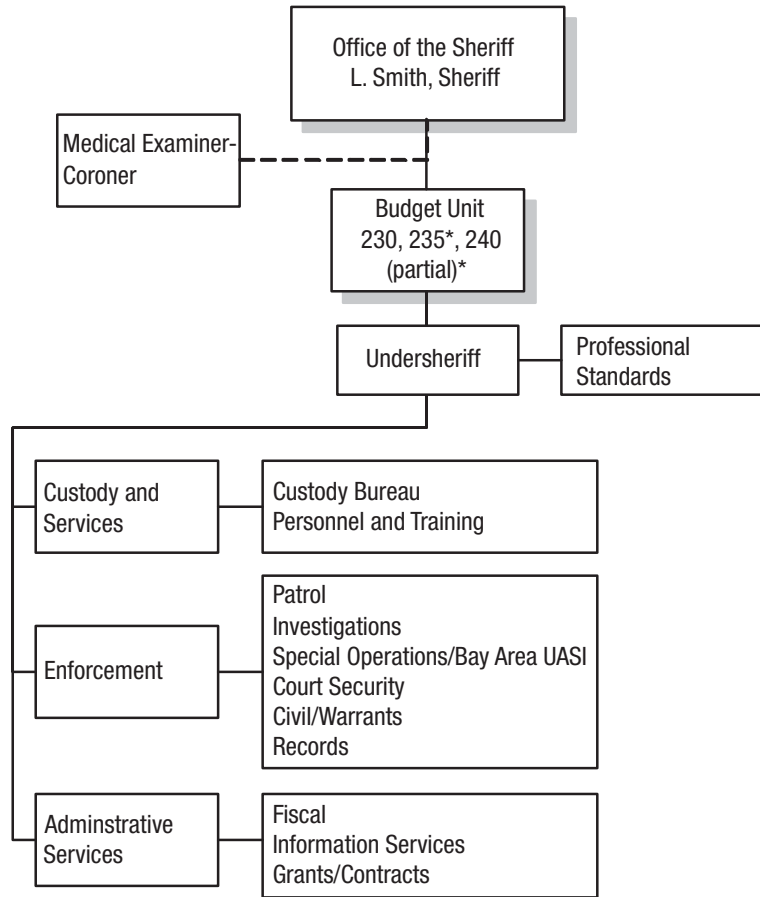 Office of the Sheriff
L. Smith, Sheriff
Medical Examiner-
Coroner
Budget Unit
230, 235*, 240
(partial)*
Undersheriff
Professional
Standards
Custody and
Services
Custody Bureau
Personnel and Training
Enforcement
Patrol
Investigations
Special Operations/Bay Area UASI
Court Security
Civil/Warrants
Records
Adminstrative
Services
Fiscal
Information Services
Grants/Contracts